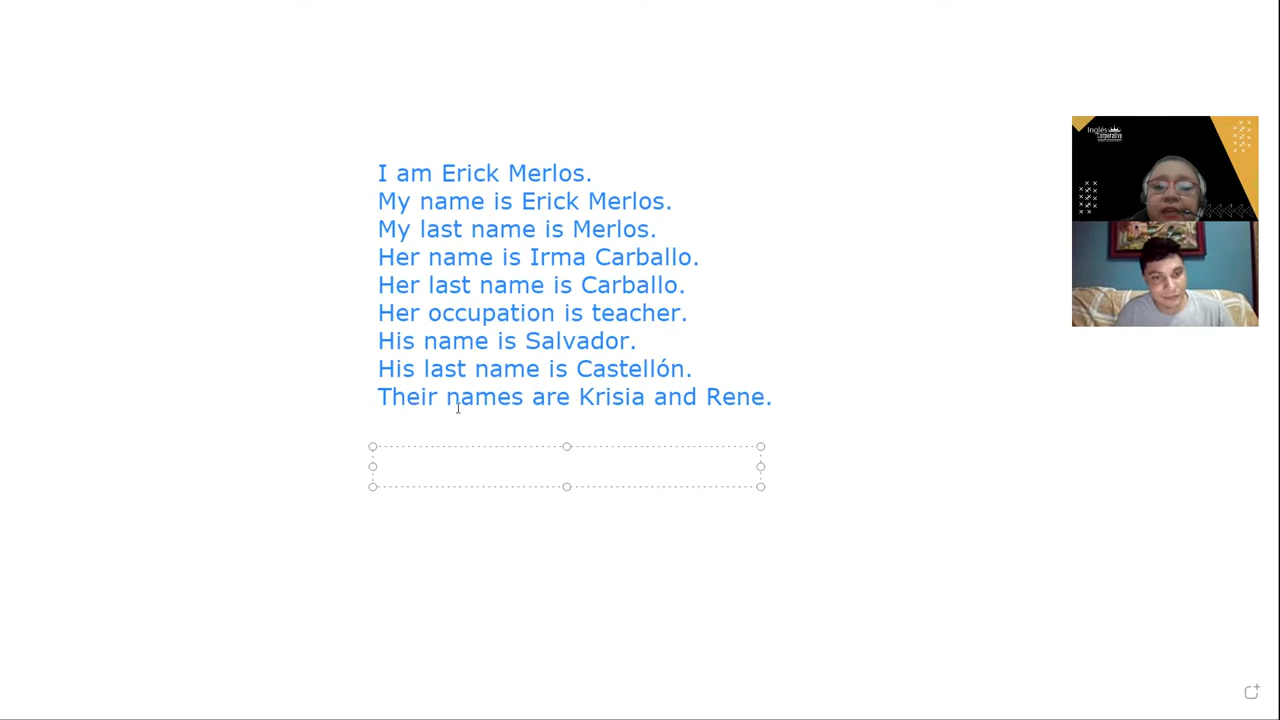 I am Erick Merlos.
My name is Erick Merlos.
My last name is Merlos.
Her name is Irma Carballo.
Her last name is Carballo.
Her occupation is teacher.
His name is Salvador.
His last name is Castellón.
Their names are Krisia and Rene.
Inglés
Corporativo